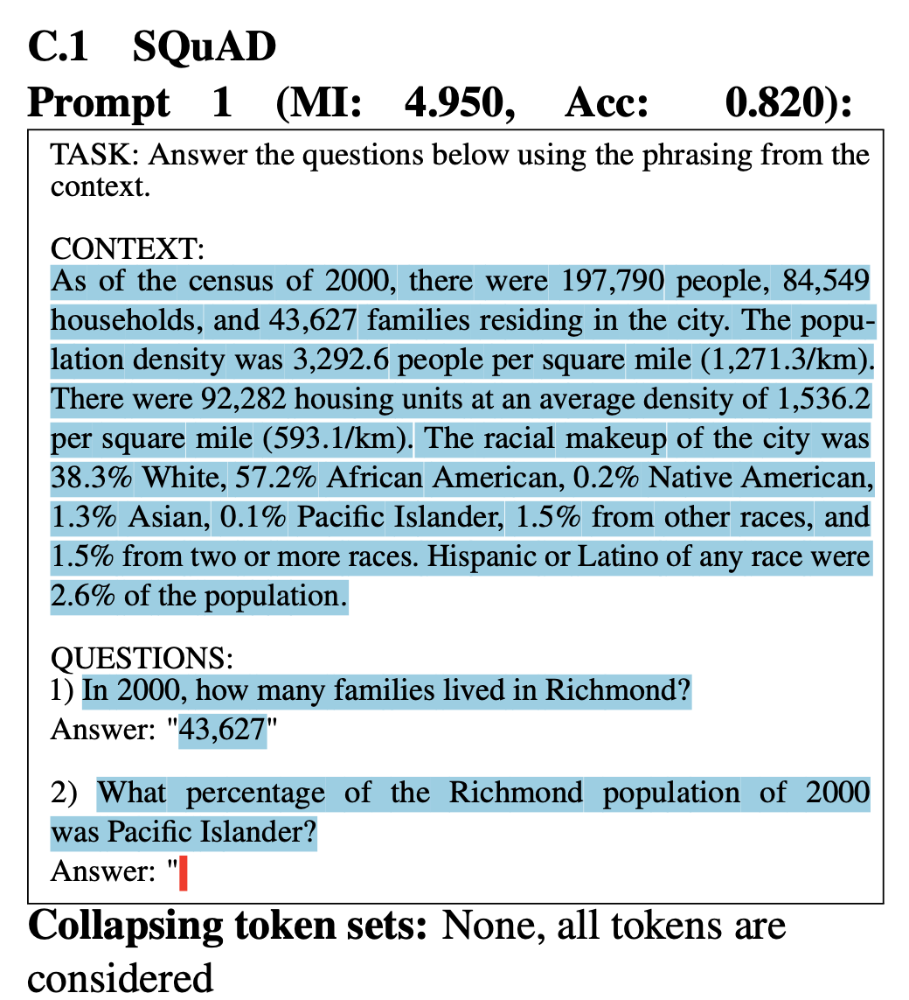 C.1 SQuAD
Prompt 1 (MI: 4.950, Acc: 0.820):
TASK: Answer the questions below using the phrasing from the
context.
CONTEXT:
As of the census of 2000, there were 197,790 people, 84,549
households, and 43,627 families residing in the city. The popu-
lation density was 3,292.6 people per square mile (1,271.3/km).
There were 92,282 housing units at an average density of 1,536.2
per square mile (593.1/km). The racial makeup of the city was
38.3% White, 57.2% African American, 0.2% Native American,
1.3% Asian, 0.1% Pacific Islander, 1.5% from other races, and
1.5% from two or more races. Hispanic or Latino of any race were
2.6% of the population.
QUESTIONS:
1) In 2000, how many families lived in Richmond?
Answer: "43,627"
2) What percentage of the Richmond population of 2000
was Pacific Islander?
Answer: "
Collapsing token sets: None, all tokens are
considered